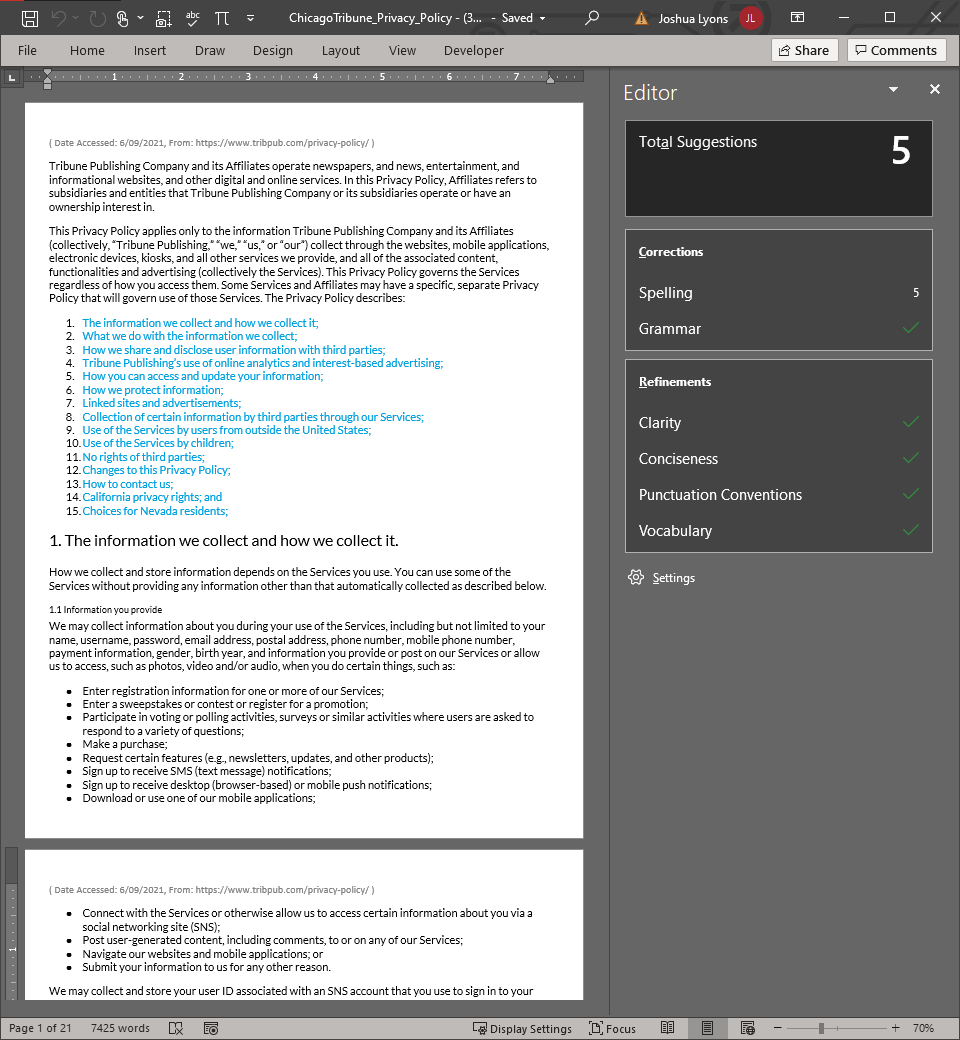 abc
ChicagoTribune_Privacy_Policy - (3... - Saved
Joshua Lyons JL
File Home Insert Draw Design Layout View Developer Share Comments
L 1 2 3 4 5 6 7
Editor
Total Suggestions 5
Corrections
Spelling 5
Grammar
Refinements
Clarity
Conciseness
Punctuation Conventions
Vocabulary
Settings
( Date Accessed: 6/09/2021, From: https://www.tribpub.com/privacy-policy/ )
Tribune Publishing Company and its Affiliates operate newspapers, and news, entertainment, and
informational websites, and other digital and online services. In this Privacy Policy, Affiliates refers to
subsidiaries and entities that Tribune Publishing Company or its subsidiaries operate or have an
ownership interest in.
This Privacy Policy applies only to the information Tribune Publishing Company and its Affiliates
(collectively, “Tribune Publishing,” “we,” “us,” or “our”) collect through the websites, mobile applications,
electronic devices, kiosks, and all other services we provide, and all of the associated content,
functionalities and advertising (collectively the Services). This Privacy Policy governs the Services
regardless of how you access them. Some Services and Affiliates may have a specific, separate Privacy
Policy that will govern use of those Services. The Privacy Policy describes:
1. The information we collect and how we collect it;
2. What we do with the information we collect;
3. How we share and disclose user information with third parties;
4. Tribune Publishing’s use of online analytics and interest-based advertising;
5. How you can access and update your information;
6. How we protect information;
7. Linked sites and advertisements;
8. Collection of certain information by third parties through our Services;
9. Use of the Services by users from outside the United States;
10. Use of the Services by children;
11. No rights of third parties;
12. Changes to this Privacy Policy;
13. How to contact us;
14. California privacy rights; and
15. Choices for Nevada residents;
1. The information we collect and how we collect it.
How we collect and store information depends on the Services you use. You can use some of the
Services without providing any information other than that automatically collected as described below.
1.1 Information you provide
We may collect information about you during your use of the Services, including but not limited to your
name, username, password, email address, postal address, phone number, mobile phone number,
payment information, gender, birth year, and information you provide or post on our Services or allow
us to access, such as photos, video and/or audio, when you do certain things, such as:
• Enter registration information for one or more of our Services;
• Enter a sweepstakes or contest or register for a promotion;
• Participate in voting or polling activities, surveys or similar activities where users are asked to
respond to a variety of questions;
• Make a purchase;
• Request certain features (e.g., newsletters, updates, and other products);
• Sign up to receive SMS (text message) notifications;
• Sign up to receive desktop (browser-based) or mobile push notifications;
• Download or use one of our mobile applications;
( Date Accessed: 6/09/2021, From: https://www.tribpub.com/privacy-policy/ )
• Connect with the Services or otherwise allow us to access certain information about you via a
social networking site (SNS);
• Post user-generated content, including comments, to or on any of our Services;
• Navigate our websites and mobile applications; or
• Submit your information to us for any other reason.
1
We may collect and store your user ID associated with an SNS account that you use to sign in to your
Page 1 of 21 7425 words Display Settings Focus 70%